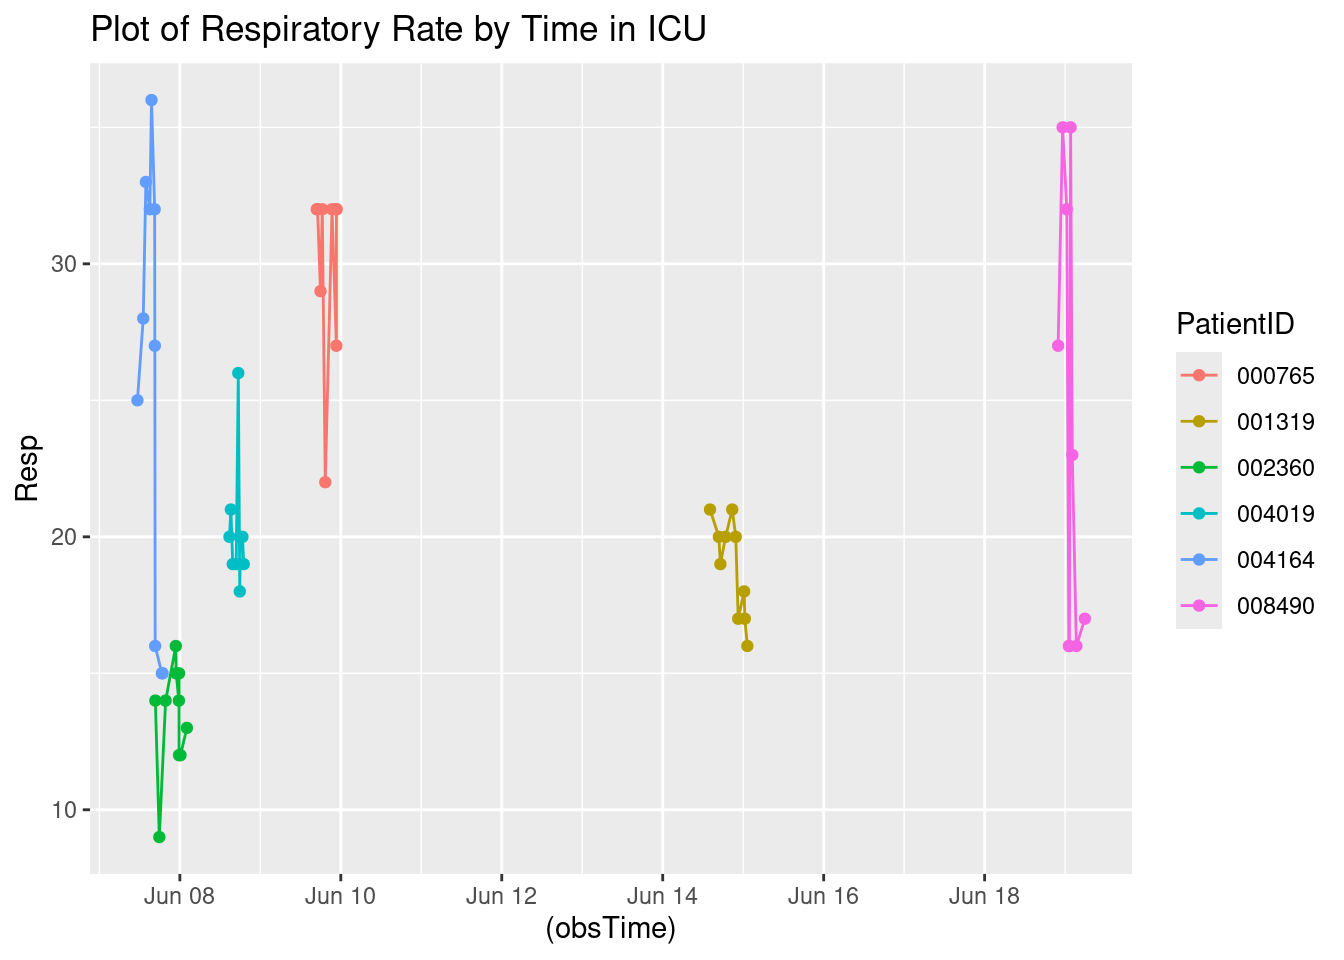 Plot of Respiratory Rate by Time in ICU
Resp
30
20
10
Jun 08 Jun 10 Jun 12 Jun 14 Jun 16 Jun 18
(obsTime)
PatientID
000765
001319
002360
004019
004164
008490